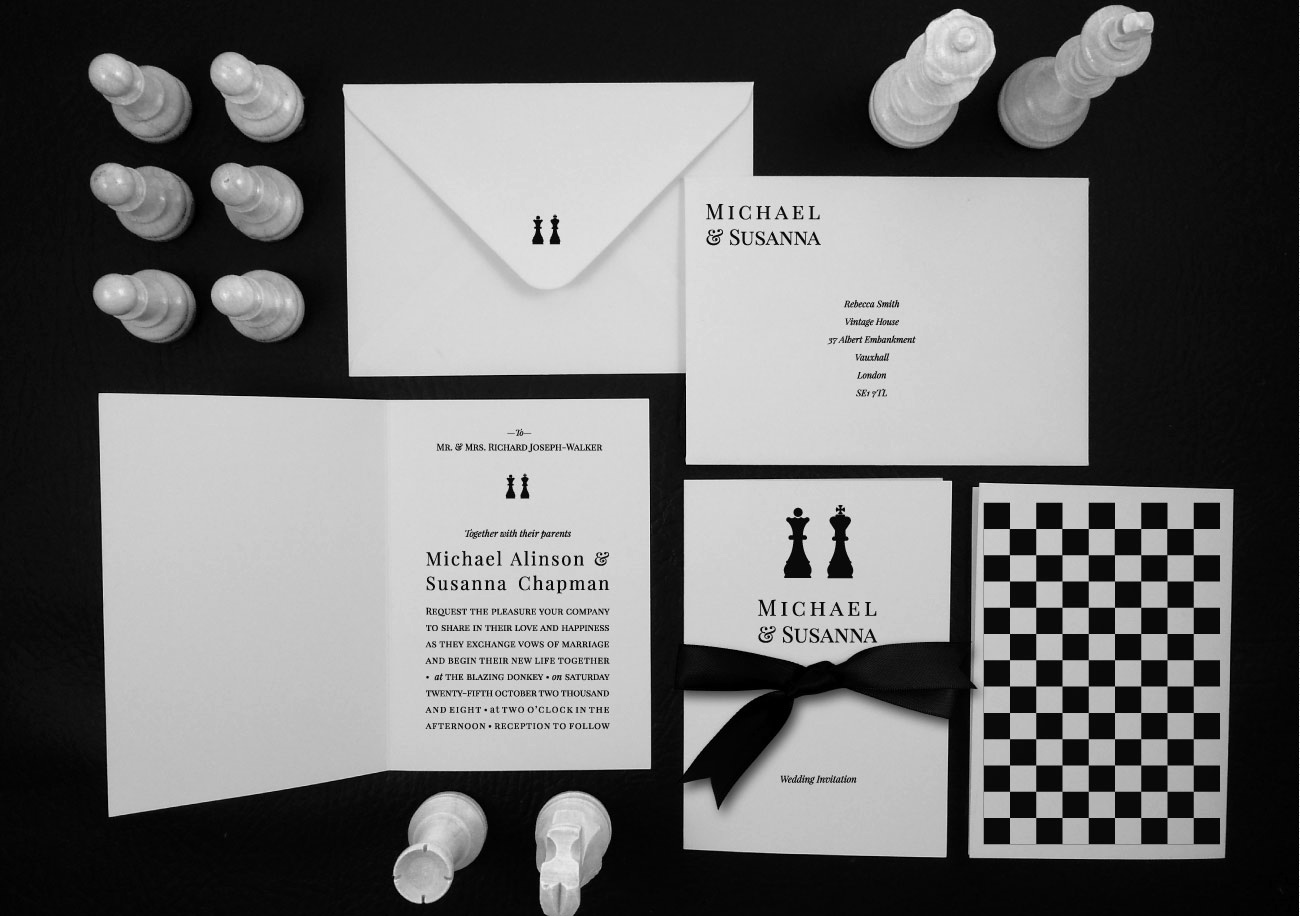 MICHAEL
& SUSANNA
Rebecca Smith
Vintage House
37 Albert Embankment
Vauxhall
London
SE1 7TL
—To—
MR. & MRS. RICHARD JOSEPH-WALKER
Together with their parents
Michael Alinson &
Susanna Chapman
REQUEST THE PLEASURE YOUR COMPANY
TO SHARE IN THEIR LOVE AND HAPPINESS
AS THEY EXCHANGE VOWS OF MARRIAGE
AND BEGIN THEIR NEW LIFE TOGETHER
• at THE BLAZING DONKEY • on SATURDAY
TWENTY-FIFTH OCTOBER TWO THOUSAND
AND EIGHT • at TWO O'CLOCK IN THE
AFTERNOON • RECEPTION TO FOLLOW
MICHAEL
& SUSANNA
Wedding Invitation